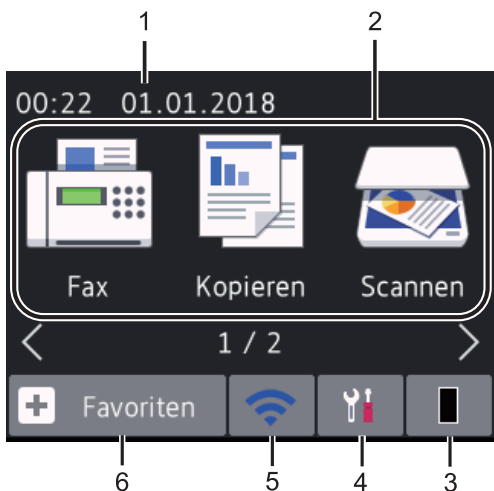 1 2
00:22 01.01.2018
Fax Kopieren Scannen
1 / 2
Favoriten
6 5 4 3